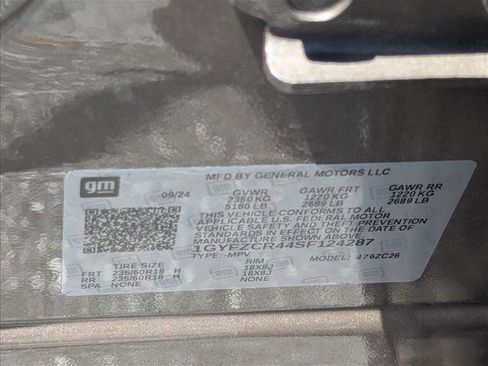 gm
MFD BY GENERAL MOTORS LLC
09/24 GVWR GAWR FRT GAWR RR
2350 KG 1220 KG 1220 KG
5180 LB 2689 LB 2689 LB
THIS VEHICLE CONFORMS TO ALL
APPLICABLE U.S. FEDERAL MOTOR
VEHICLE SAFETY AND THEFT PREVENTION
STANDARDS IN EFFECT ON THE DATE OF
MANUFACTURE SHOWN ABOVE.
1GYFZCR44SF124287
TYPE: MPV MODEL: 476ZC26
TIRE SIZE RIM
FRT 235/60R18 H 18X8J
RR 235/60R18 H 18X8J
SPA NONE NONE